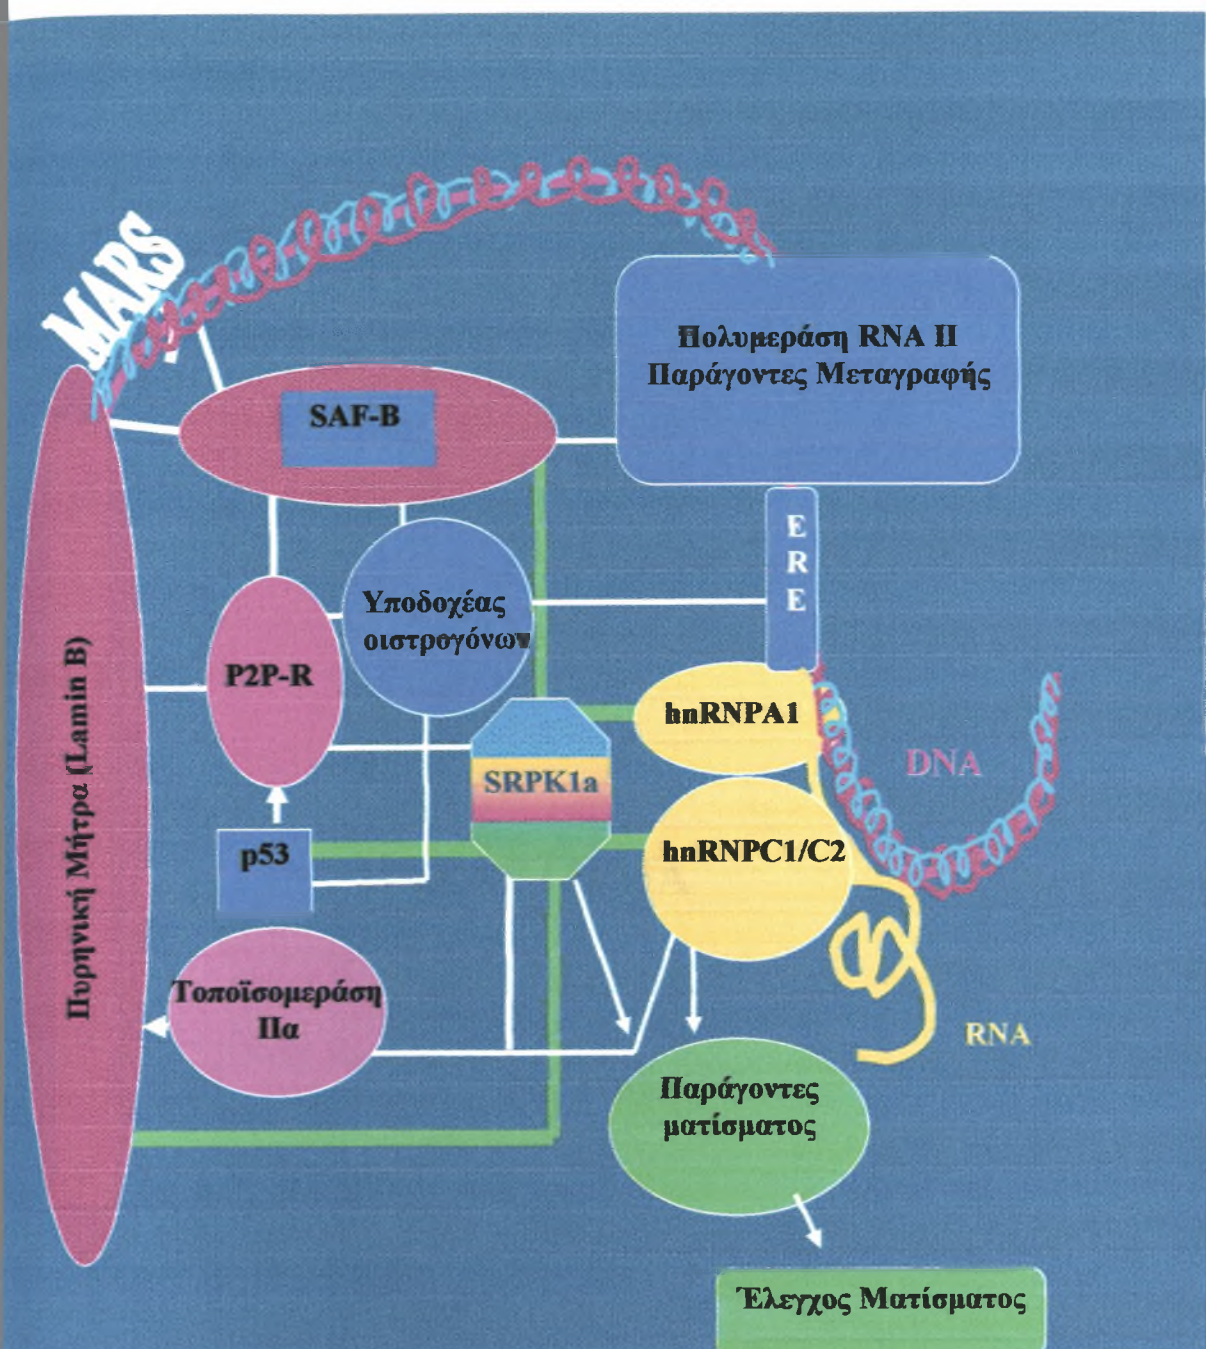 MARS
Πολυμεράση RNA II
Παράγοντες Μεταγραφής
SAF-B
E
R
E
Υποδοχέας
οιστρογόνων
P2P-R
hnRNPA1
Πυρηνική Μήτρα (Lamin B)
DNA
SRPK1a
p53
hnRNPC1/C2
Τοποϊσομεράση
ΙΙα
RNA
Παράγοντες
ματίσματος
Έλεγχος Ματίσματος